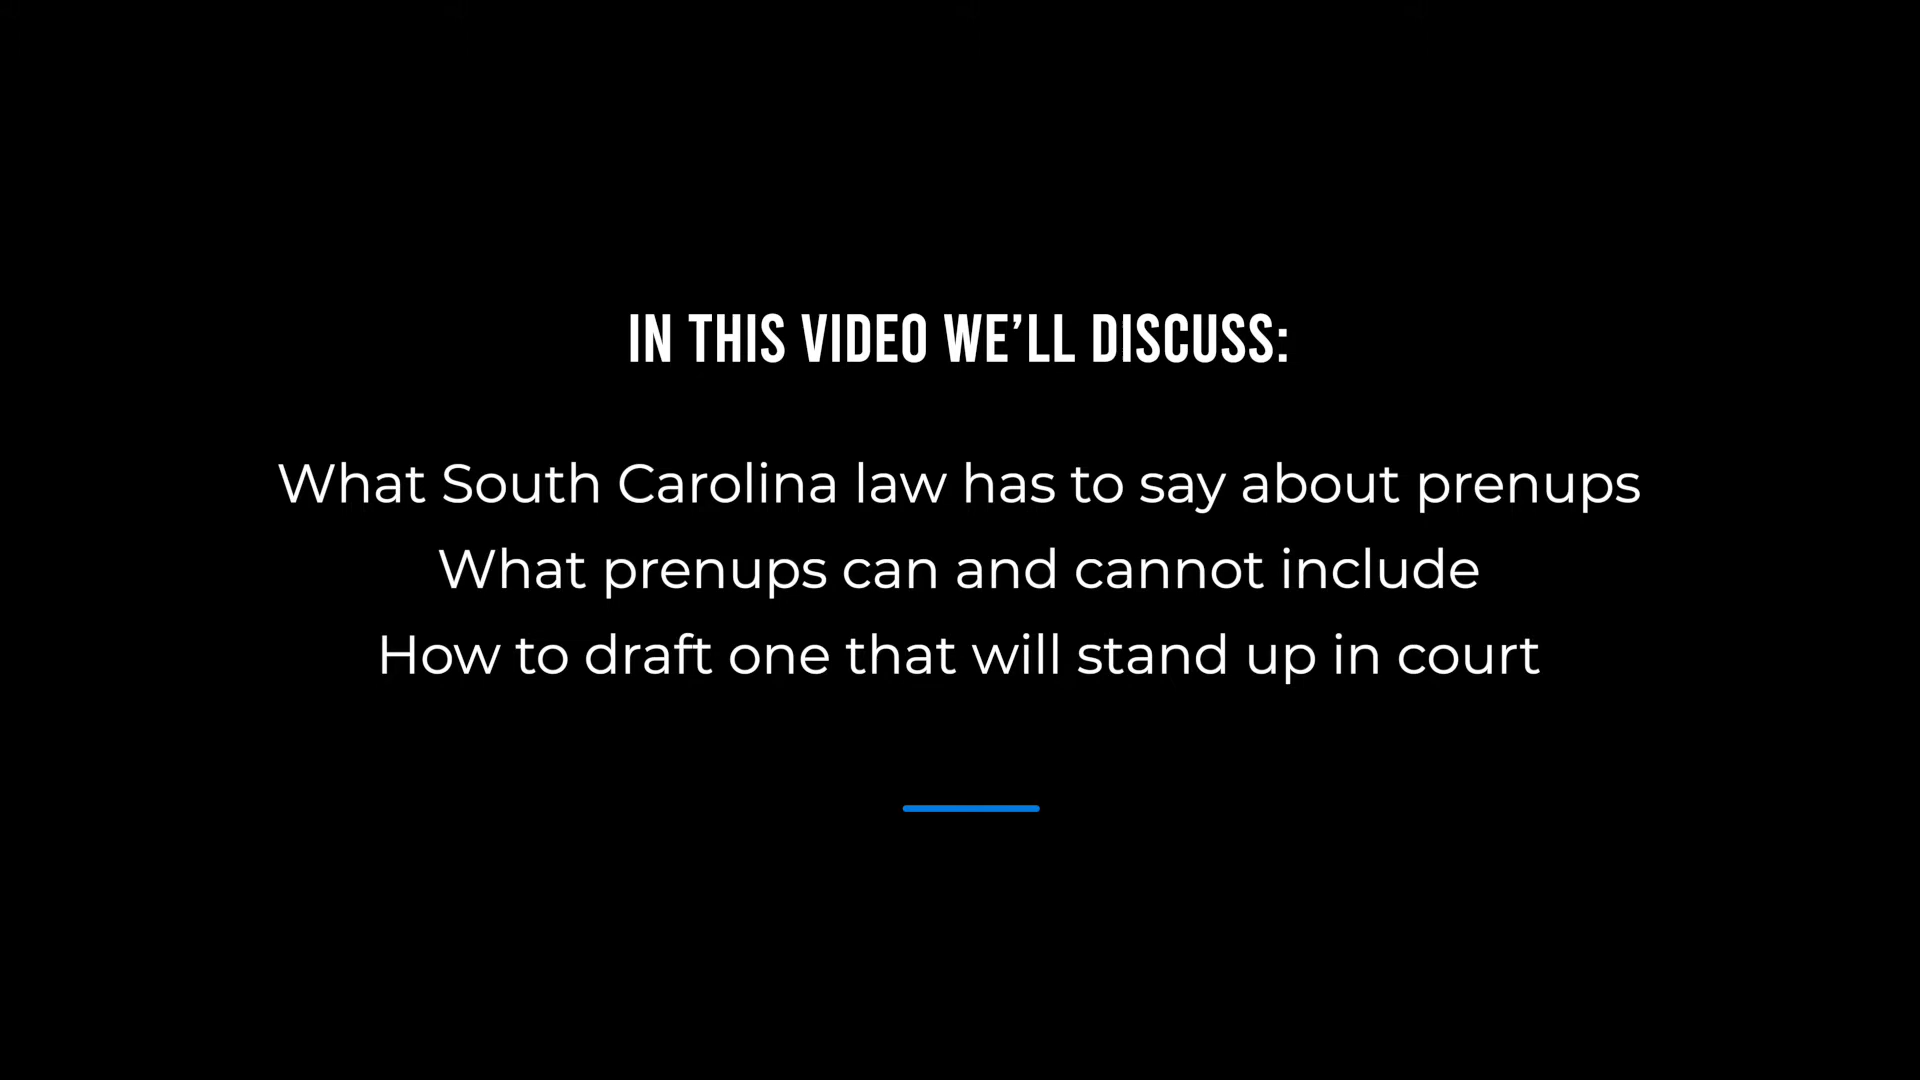 IN THIS VIDEO WE’LL DISCUSS:
What South Carolina law has to say about prenups
What prenups can and cannot include
How to draft one that will stand up in court